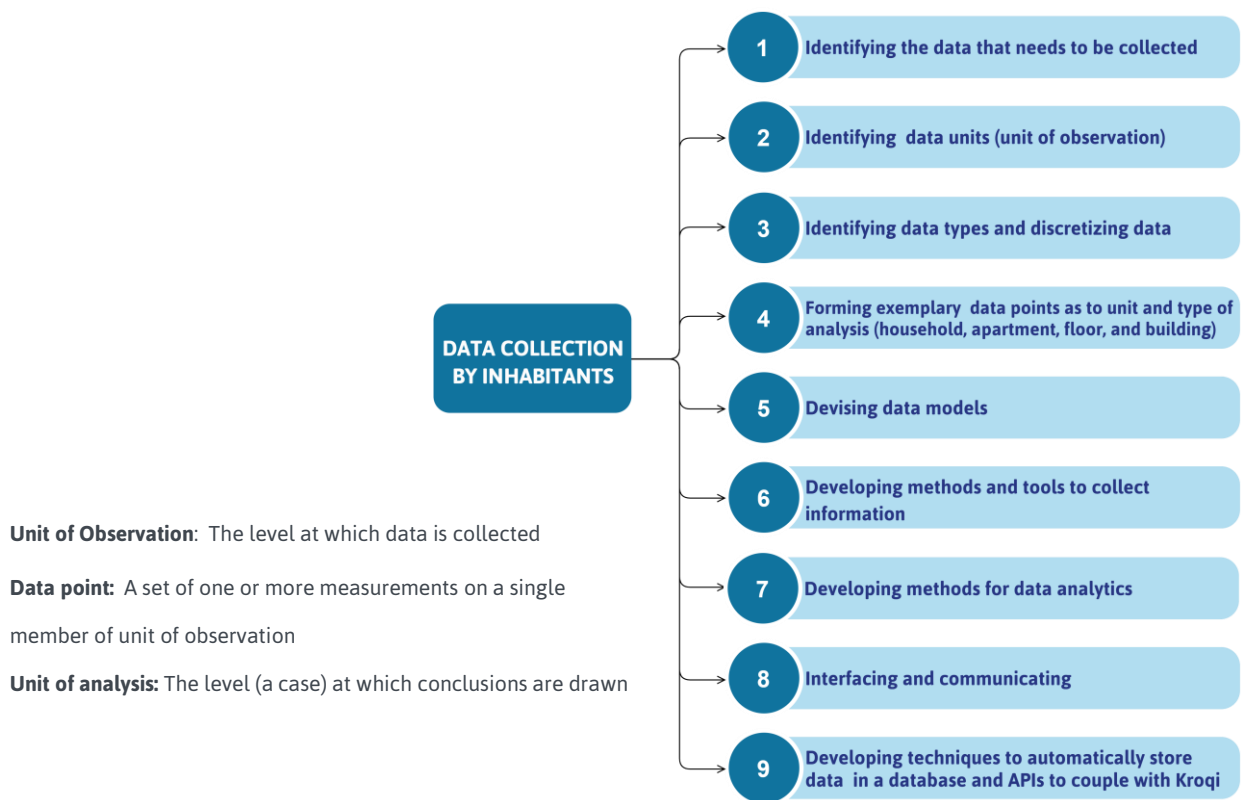 1
Identifying the data that needs to be collected
2
Identifying data units (unit of observation)
3
Identifying data types and discretizing data
4
Forming exemplary data points as to unit and type of
analysis (household, apartment, floor, and building)
DATA COLLECTION
BY INHABITANTS
5
Devising data models
6
Developing methods and tools to collect
information
7
Developing methods for data analytics
8
Interfacing and communicating
9
Developing techniques to automatically store
data in a database and APIs to couple with Kroqi
Unit of Observation: The level at which data is collected
Data point: A set of one or more measurements on a single
member of unit of observation
Unit of analysis: The level (a case) at which conclusions are drawn